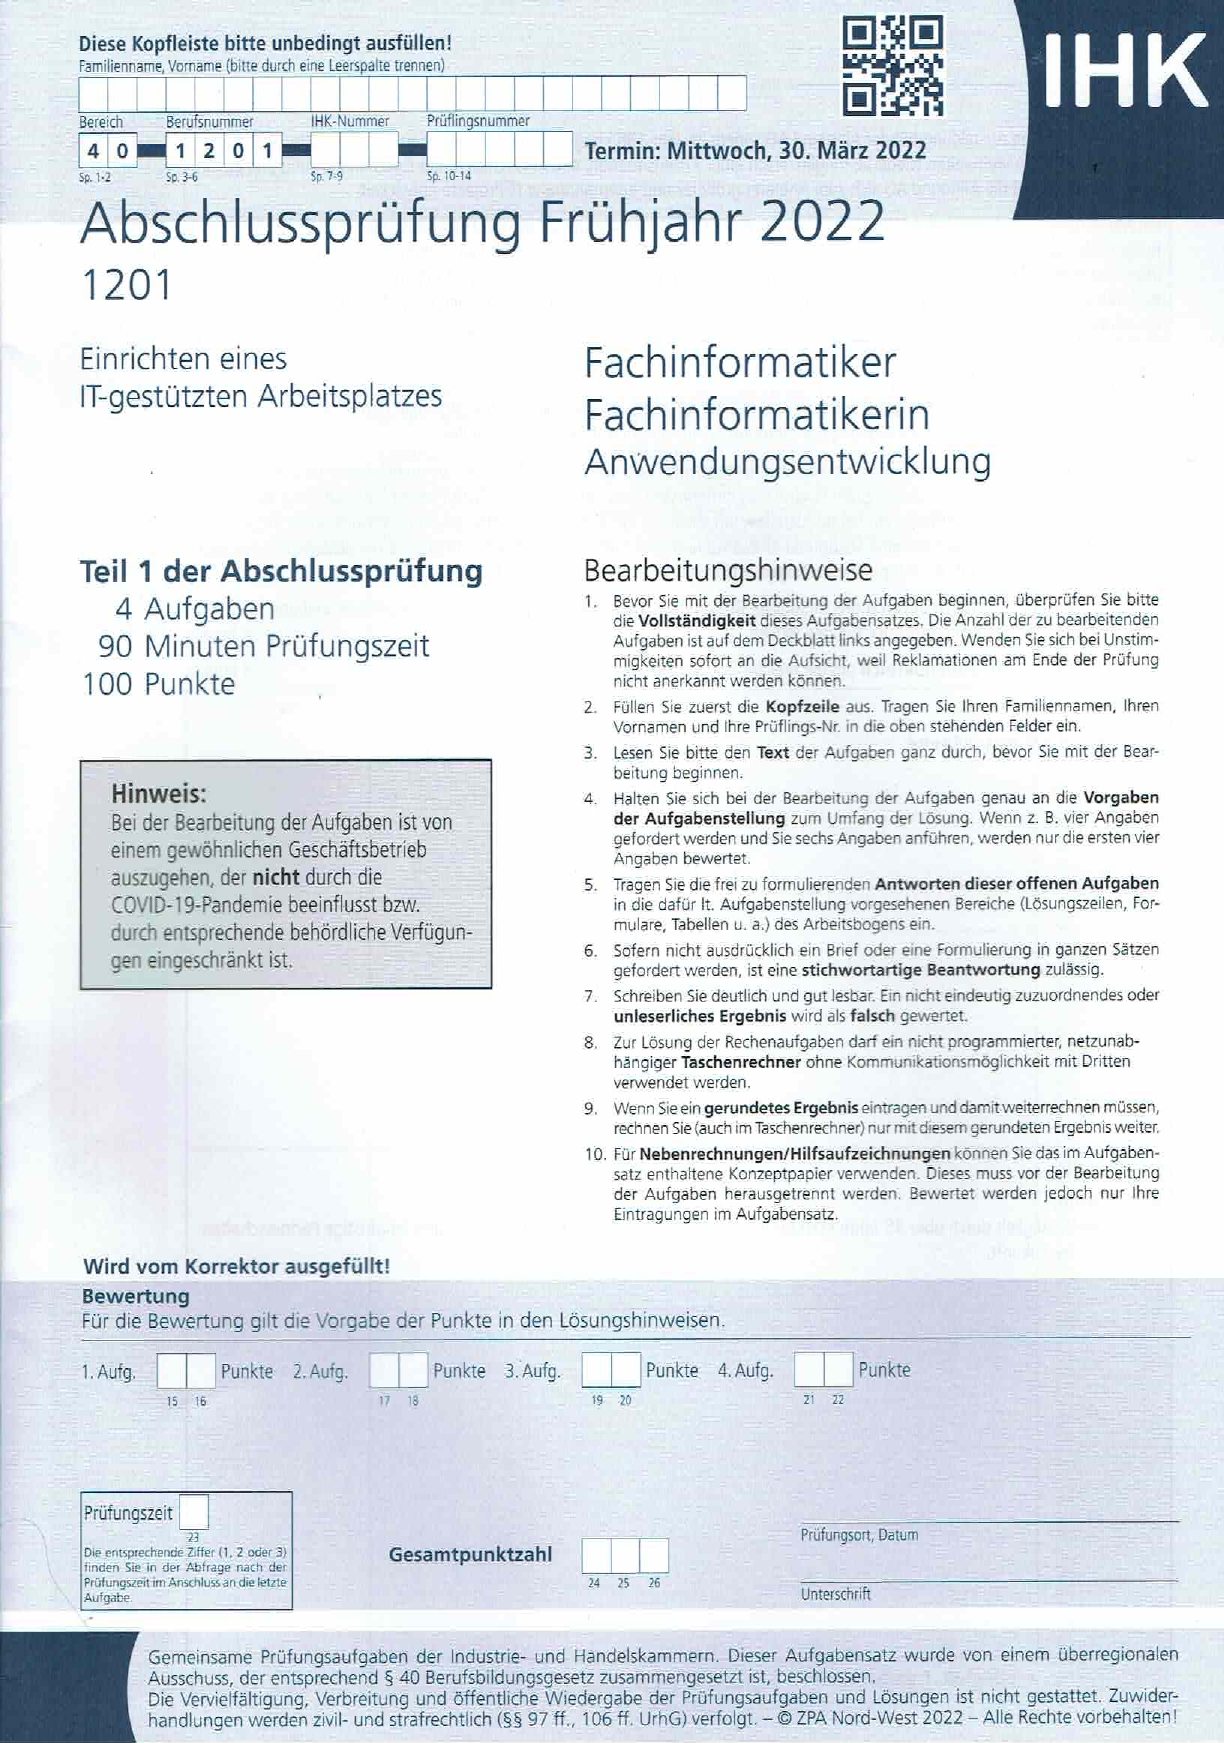 Diese Kopfleiste bitte unbedingt ausfüllen!
Familienname, Vorname (bitte durch eine Leerspalte trennen)
IHK
Bereich Berufsnummer IHK-Nummer Prüflingsnummer
4 0 1 2 0 1 Termin: Mittwoch, 30. März 2022
Sp. 1-2 Sp. 3-6 Sp. 7-9 Sp. 10-14
Abschlussprüfung Frühjahr 2022
1201
Einrichten eines
IT-gestützten Arbeitsplatzes
Fachinformatiker
Fachinformatikerin
Anwendungsentwicklung
Teil 1 der Abschlussprüfung
4 Aufgaben
90 Minuten Prüfungszeit
100 Punkte
Hinweis:
Bei der Bearbeitung der Aufgaben ist von
einem gewöhnlichen Geschäftsbetrieb
auszugehen, der nicht durch die
COVID-19-Pandemie beeinflusst bzw.
durch entsprechende behördliche Verfügun-
gen eingeschränkt ist.
Bearbeitungshinweise
1. Bevor Sie mit der Bearbeitung der Aufgaben beginnen, überprüfen Sie bitte
die Vollständigkeit dieses Aufgabensatzes. Die Anzahl der zu bearbeitenden
Aufgaben ist auf dem Deckblatt links angegeben. Wenden Sie sich bei Unstim-
migkeiten sofort an die Aufsicht, weil Reklamationen am Ende der Prüfung
nicht anerkannt werden können.
2. Füllen Sie zuerst die Kopfzeile aus. Tragen Sie Ihren Familiennamen, Ihren
Vornamen und Ihre Prüflings-Nr. in die oben stehenden Felder ein.
3. Lesen Sie bitte den Text der Aufgaben ganz durch, bevor Sie mit der Bear-
beitung beginnen.
4. Halten Sie sich bei der Bearbeitung der Aufgaben genau an die Vorgaben
der Aufgabenstellung zum Umfang der Lösung. Wenn z. B. vier Angaben
gefordert werden und Sie sechs Angaben anführen, werden nur die ersten vier
Angaben bewertet.
5. Tragen Sie die frei zu formulierenden Antworten dieser offenen Aufgaben
in die dafür lt. Aufgabenstellung vorgesehenen Bereiche (Lösungszeilen, For-
mulare, Tabellen u. a.) des Arbeitsbogens ein.
6. Sofern nicht ausdrücklich ein Brief oder eine Formulierung in ganzen Sätzen
gefordert werden, ist eine stichwortartige Beantwortung zulässig.
7. Schreiben Sie deutlich und gut lesbar. Ein nicht eindeutig zuzuordnendes oder
unleserliches Ergebnis wird als falsch gewertet.
8. Zur Lösung der Rechenaufgaben darf ein nicht programmierter, netzunab-
hängiger Taschenrechner ohne Kommunikationsmöglichkeit mit Dritten
verwendet werden.
9. Wenn Sie ein gerundetes Ergebnis eintragen und damit weiterrechnen müssen,
rechnen Sie (auch im Taschenrechner) nur mit diesem gerundeten Ergebnis weiter.
10. Für Nebenrechnungen/Hilfsaufzeichnungen können Sie das im Aufgaben-
satz enthaltene Konzeptpapier verwenden. Dieses muss vor der Bearbeitung
der Aufgaben herausgetrennt werden. Bewertet werden jedoch nur Ihre
Eintragungen im Aufgabensatz.
Wird vom Korrektor ausgefüllt!
Bewertung
Für die Bewertung gilt die Vorgabe der Punkte in den Lösungshinweisen.
1. Aufg. Punkte 2. Aufg. Punkte 3. Aufg. Punkte 4. Aufg. Punkte
15 16 17 18 19 20 21 22
Prüfungszeit
23
Die entsprechende Ziffer (1, 2 oder 3)
finden Sie in der Abfrage nach der
Prüfungszeit im Anschluss an die letzte
Aufgabe.
Gesamtpunktzahl
24 25 26
Prüfungsort, Datum
Unterschrift
Gemeinsame Prüfungsaufgaben der Industrie- und Handelskammern. Dieser Aufgabensatz wurde von einem überregionalen
Ausschuss, der entsprechend § 40 Berufsbildungsgesetz zusammengesetzt ist, beschlossen.
Die Vervielfältigung, Verbreitung und öffentliche Wiedergabe der Prüfungsaufgaben und Lösungen ist nicht gestattet. Zuwider-
handlungen werden zivil- und strafrechtlich (§§ 97 ff., 106 ff. UrhG) verfolgt. – © ZPA Nord-West 2022 – Alle Rechte vorbehalten!